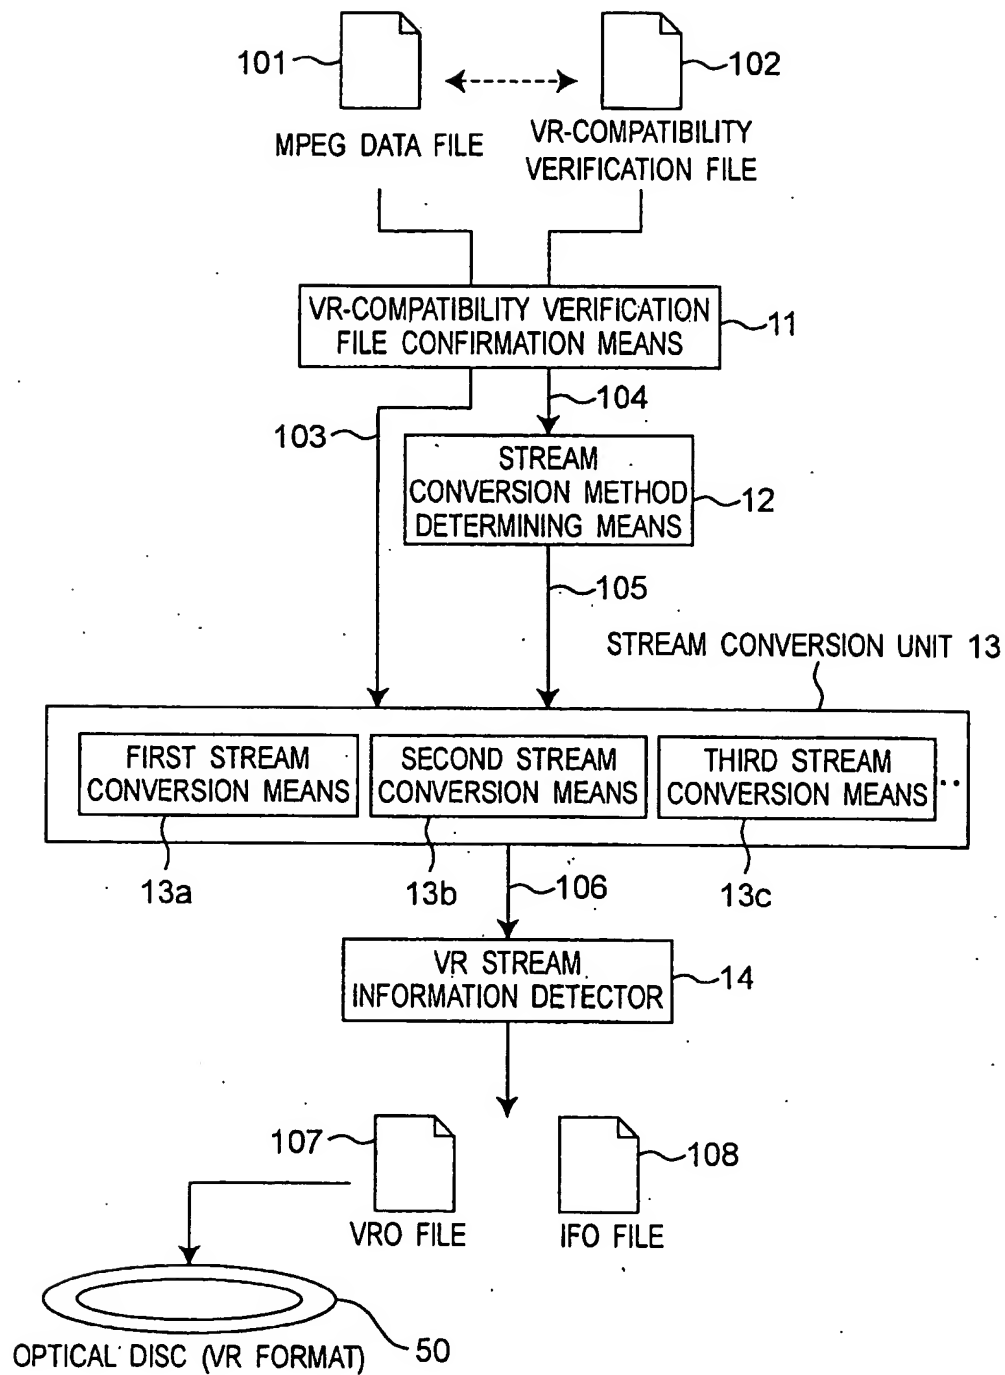 101
102
MPEG DATA FILE
VR-COMPATIBILITY
VERIFICATION FILE
VR-COMPATIBILITY VERIFICATION
FILE CONFIRMATION MEANS
11
103
104
STREAM
CONVERSION METHOD
DETERMINING MEANS
12
105
STREAM CONVERSION UNIT 13
FIRST STREAM
CONVERSION MEANS
SECOND STREAM
CONVERSION MEANS
THIRD STREAM
CONVERSION MEANS
..
13a
13b
106
13c
VR STREAM
INFORMATION DETECTOR
14
107
108
VRO FILE
IFO FILE
50
OPTICAL DISC (VR FORMAT)